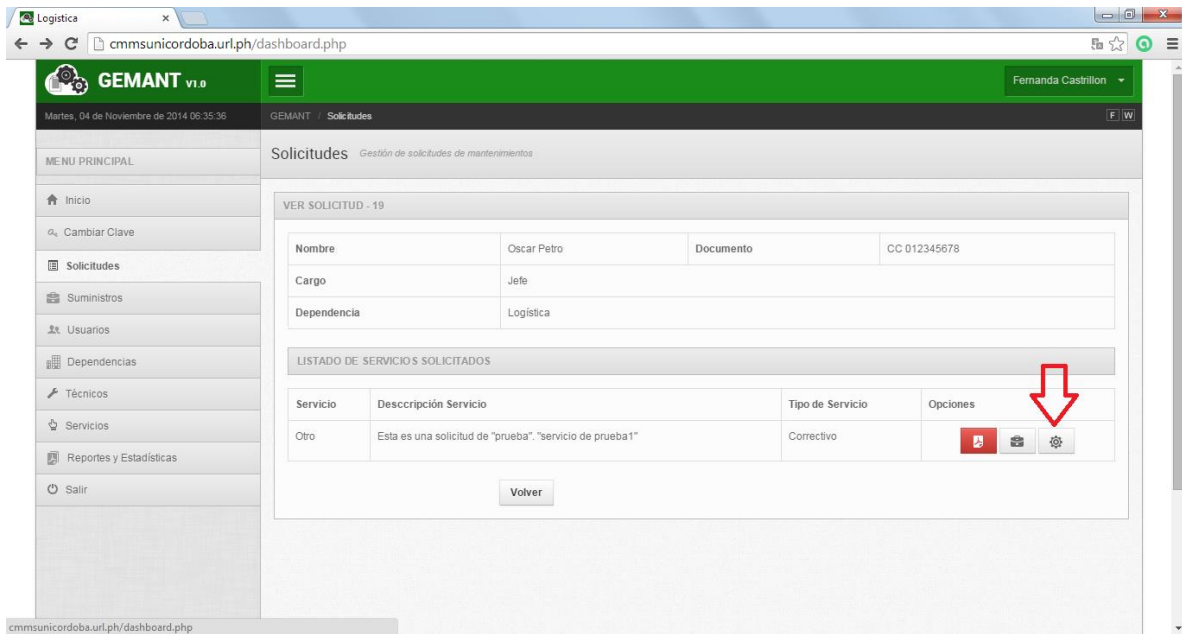 Logistica
cmmsunicordoba.url.ph/dashboard.php
GEMANT V1.0
Fernanda Castrillon
Martes, 04 de Noviembre de 2014 06:35:36
GEMANT / Solicitudes
F W
MENU PRINCIPAL
Solicitudes Gestión de solicitudes de mantenimientos
Inicio
Cambiar Clave
Solicitudes
Suministros
Usuarios
Dependencias
Técnicos
Servicios
Reportes y Estadísticas
Salir
VER SOLICITUD - 19
Nombre Oscar Petro Documento CC 012345678
Cargo Jefe
Dependencia Logística
LISTADO DE SERVICIOS SOLICITADOS
Servicio Desccripción Servicio Tipo de Servicio Opciones
Otro Esta es una solicitud de "prueba". "servicio de prueba1" Correctivo
Volver
cmmsunicordoba.url.ph/dashboard.php